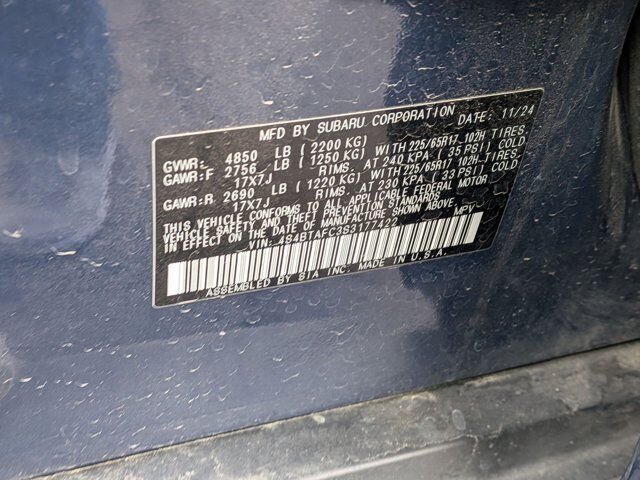 MFD BY SUBARU CORPORATION DATE: 11/24
GVWR: 4850 LB ( 2200 KG)
GAWR:F 2756 LB ( 1250 KG) WITH 225/65R17 102H TIRES,
17X7J RIMS, AT 240 KPA ( 35 PSI) COLD
GAWR:R 2690 LB ( 1220 KG) WITH 225/65R17 102H TIRES,
17X7J RIMS, AT 230 KPA ( 33 PSI) COLD
THIS VEHICLE CONFORMS TO ALL APPLICABLE FEDERAL MOTOR
VEHICLE SAFETY AND THEFT PREVENTION STANDARDS
IN EFFECT ON THE DATE OF MANUFACTURE SHOWN ABOVE.
VIN: 4S4BTAFC3S3177422 MPV
ASSEMBLED BY SIA INC. MADE IN U.S.A.